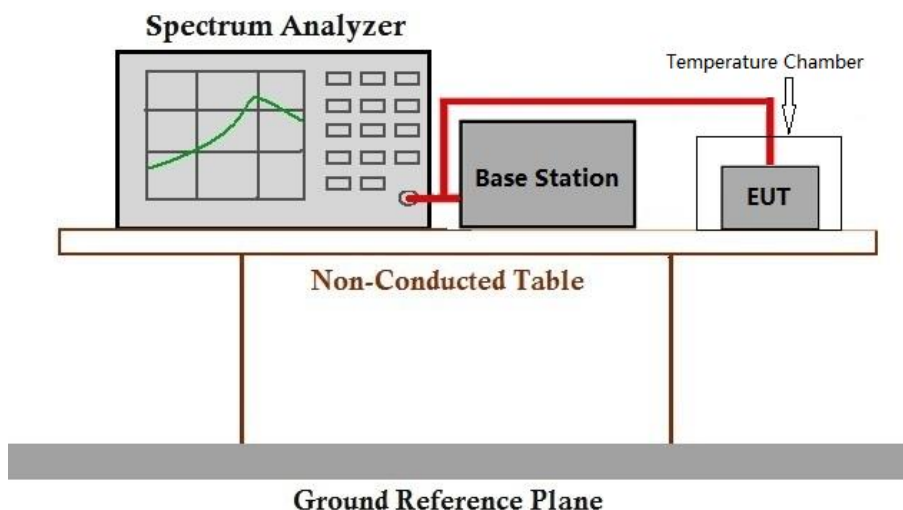 Spectrum Analyzer
Temperature Chamber
Base Station
EUT
Non-Conducted Table
Ground Reference Plane